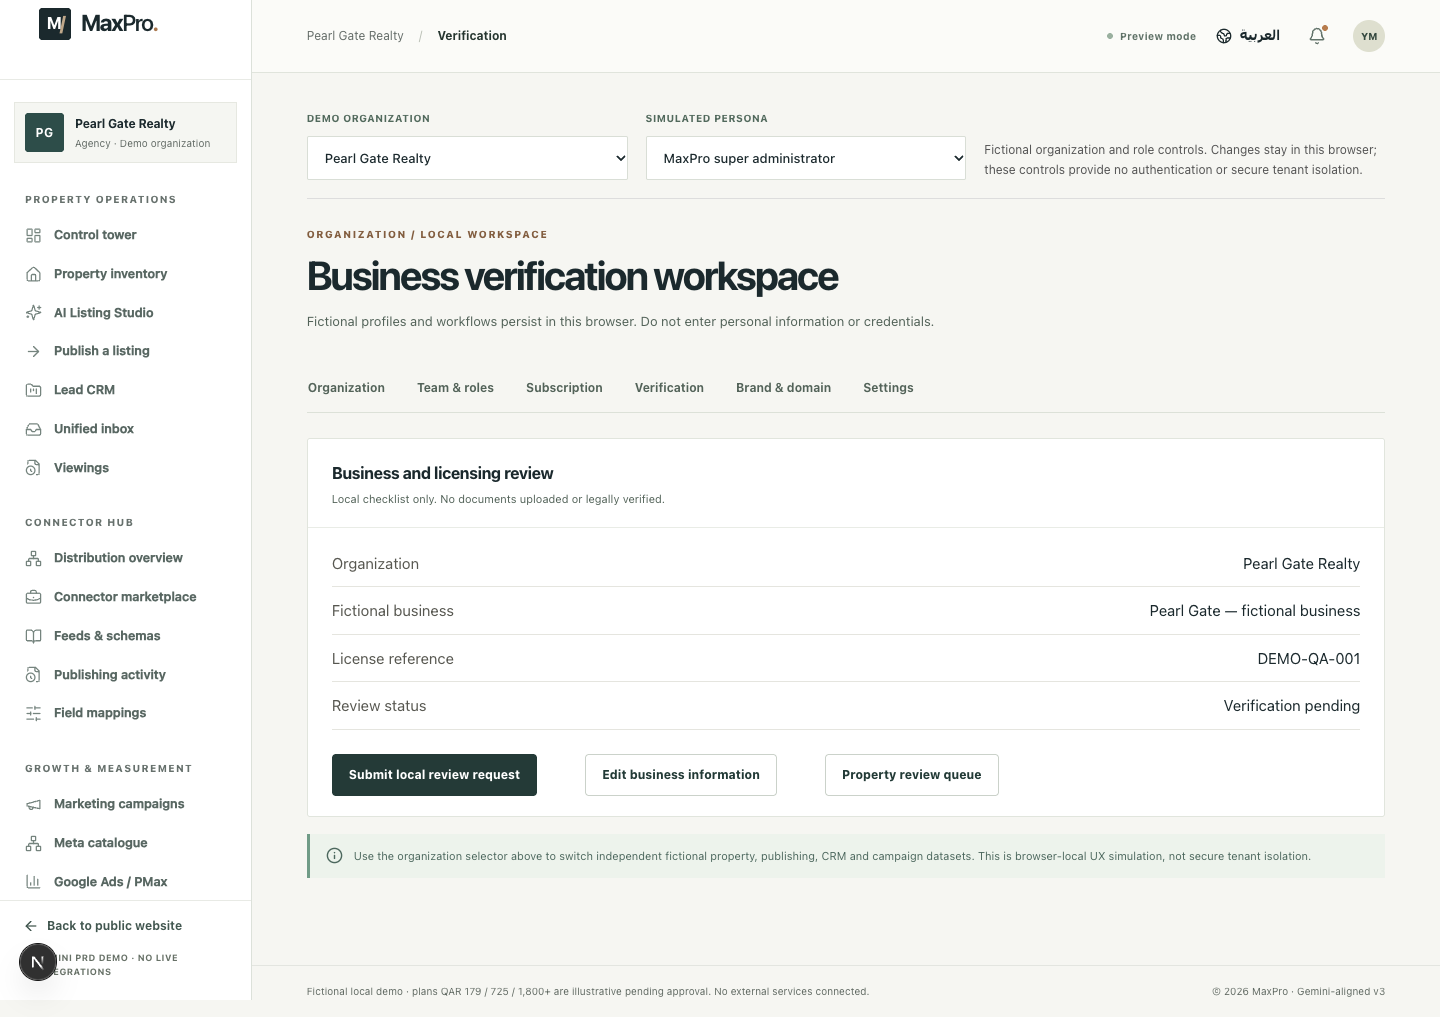 M/ MaxPro.
PG
Pearl Gate Realty
Agency · Demo organization
PROPERTY OPERATIONS
Control tower
Property inventory
AI Listing Studio
Publish a listing
Lead CRM
Unified inbox
Viewings
CONNECTOR HUB
Distribution overview
Connector marketplace
Feeds & schemas
Publishing activity
Field mappings
GROWTH & MEASUREMENT
Marketing campaigns
Meta catalogue
Google Ads / PMax
Back to public website
N
INI PRD DEMO · NO LIVE
EGRATIONS
Pearl Gate Realty / Verification
Preview mode
العربية
YM
DEMO ORGANIZATION
Pearl Gate Realty
SIMULATED PERSONA
MaxPro super administrator
Fictional organization and role controls. Changes stay in this browser;
these controls provide no authentication or secure tenant isolation.
ORGANIZATION / LOCAL WORKSPACE
Business verification workspace
Fictional profiles and workflows persist in this browser. Do not enter personal information or credentials.
Organization Team & roles Subscription Verification Brand & domain Settings
Business and licensing review
Local checklist only. No documents uploaded or legally verified.
Organization Pearl Gate Realty
Fictional business Pearl Gate — fictional business
License reference DEMO-QA-001
Review status Verification pending
Submit local review request Edit business information Property review queue
Use the organization selector above to switch independent fictional property, publishing, CRM and campaign datasets. This is browser-local UX simulation, not secure tenant isolation.
Fictional local demo · plans QAR 179 / 725 / 1,800+ are illustrative pending approval. No external services connected.
© 2026 MaxPro · Gemini-aligned v3